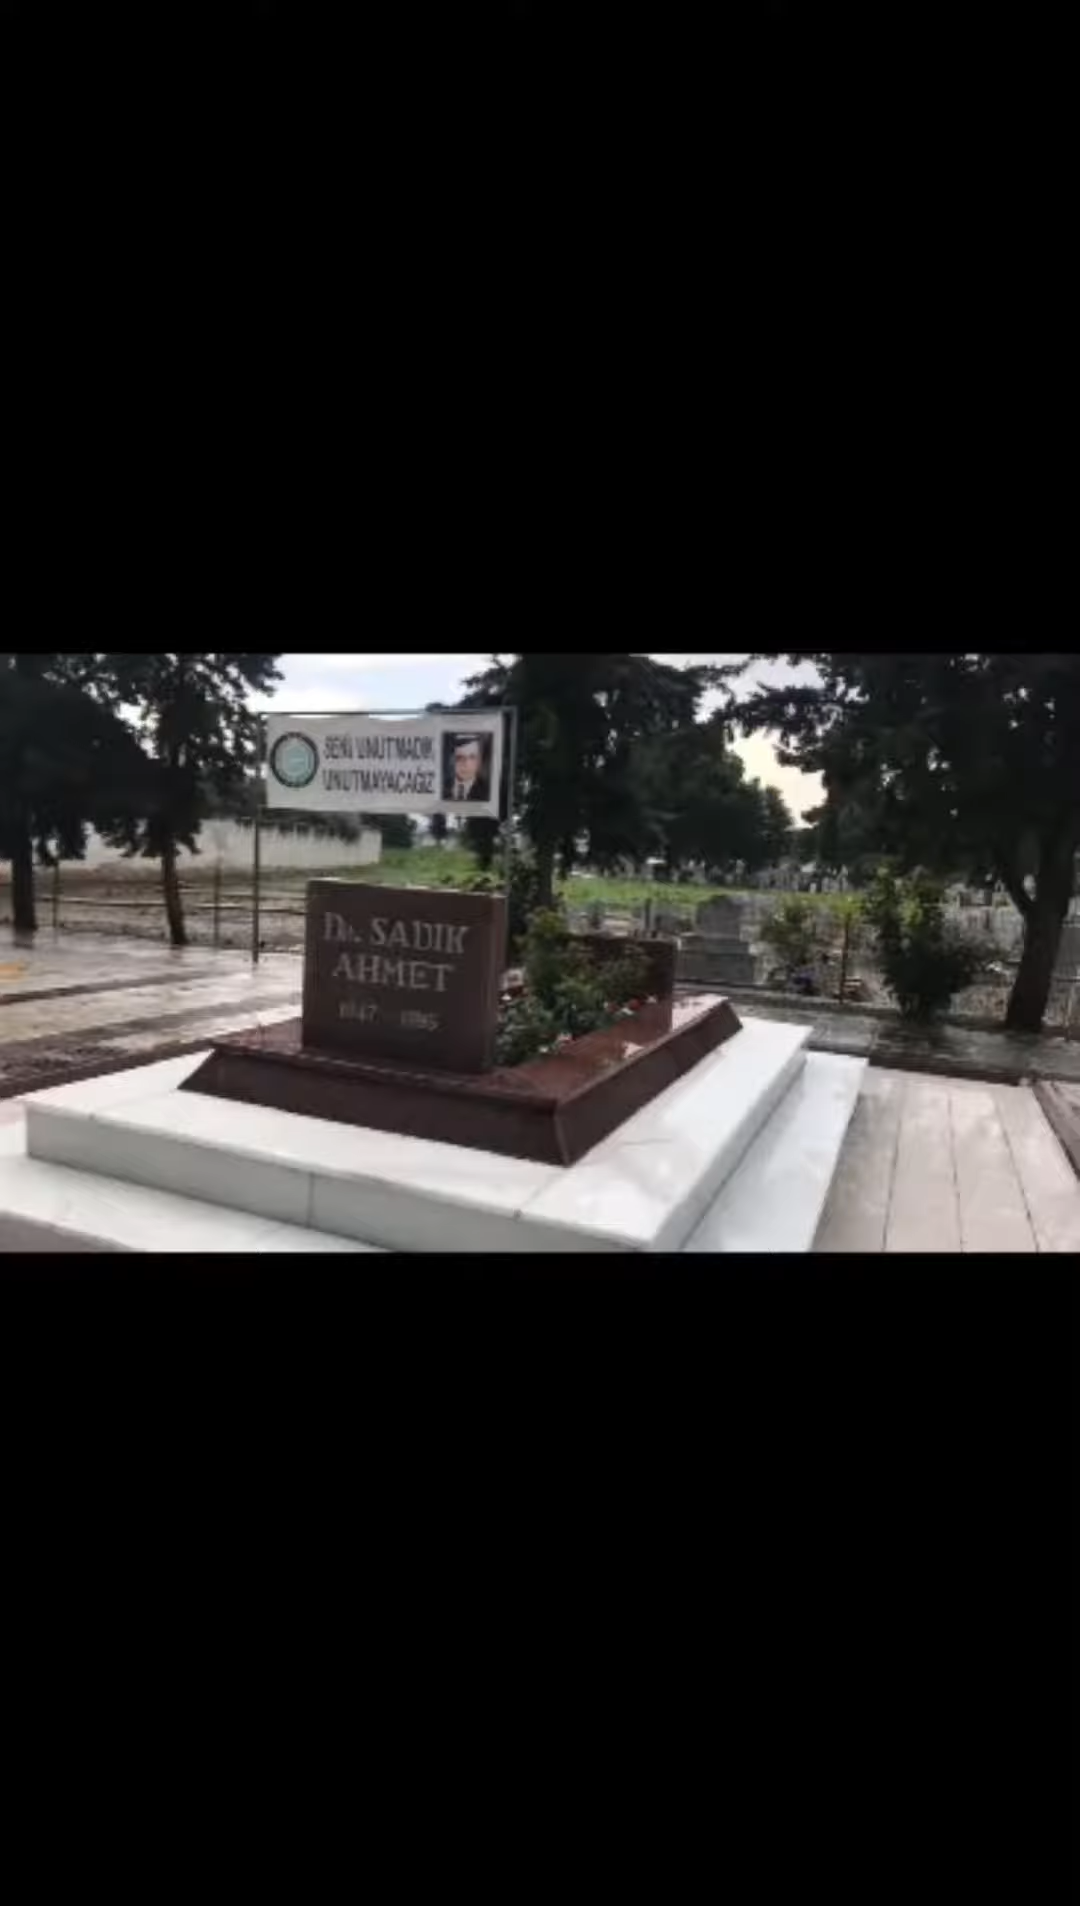 SENİ UNUTMADIK
UNUTMAYACAĞIZ
Dr. SADIK
AHMET
1947 - 1995